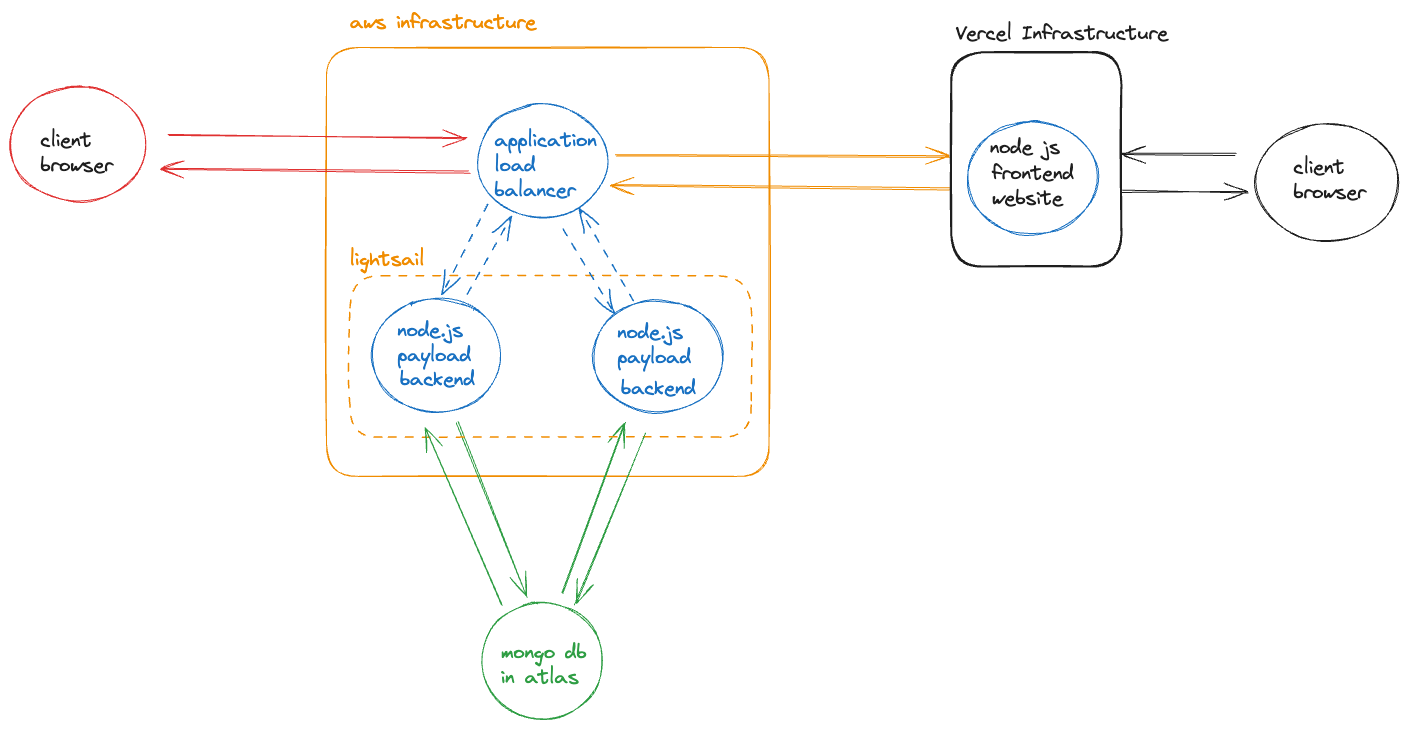 aws infrastructure
Vercel Infrastructure
client
browser
application
load
balancer
node js
frontend
website
client
browser
lightsail
node.js
payload
backend
node.js
payload
backend
mongo db
in atlas